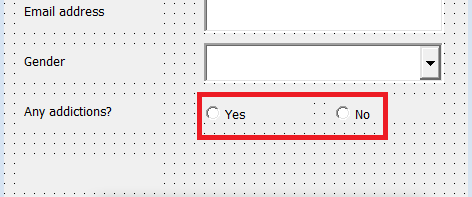 Email address
Gender
Any addictions?
Yes No